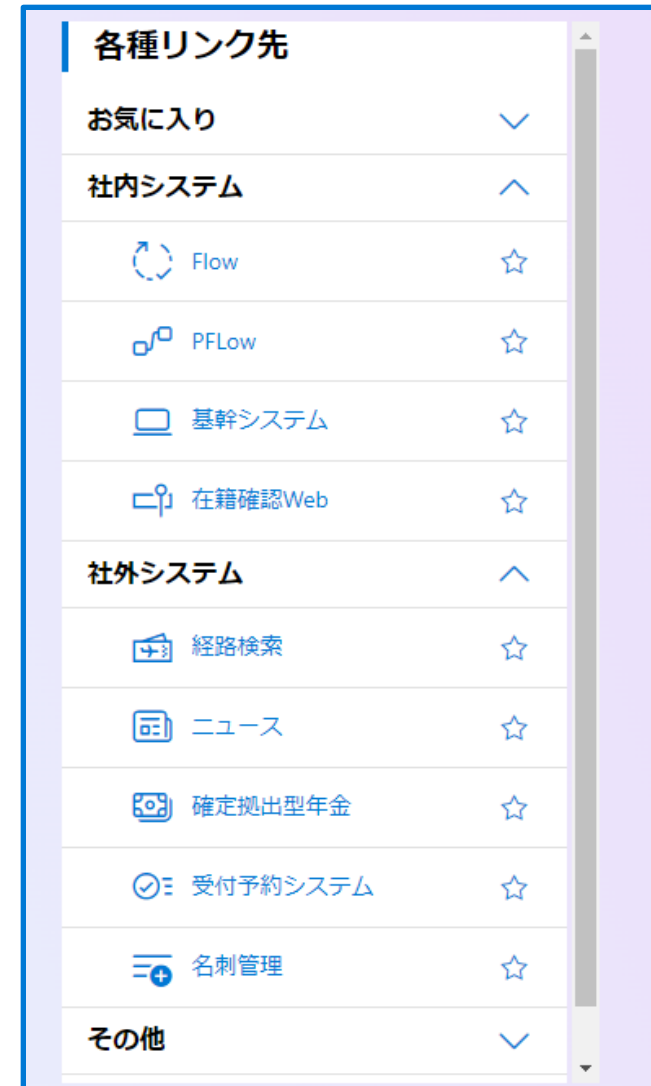 各種リンク先
お気に入り
社内システム
Flow
PFLow
基幹システム
在籍確認Web
社外システム
経路検索
ニュース
確定拠出型年金
受付予約システム
名刺管理
その他